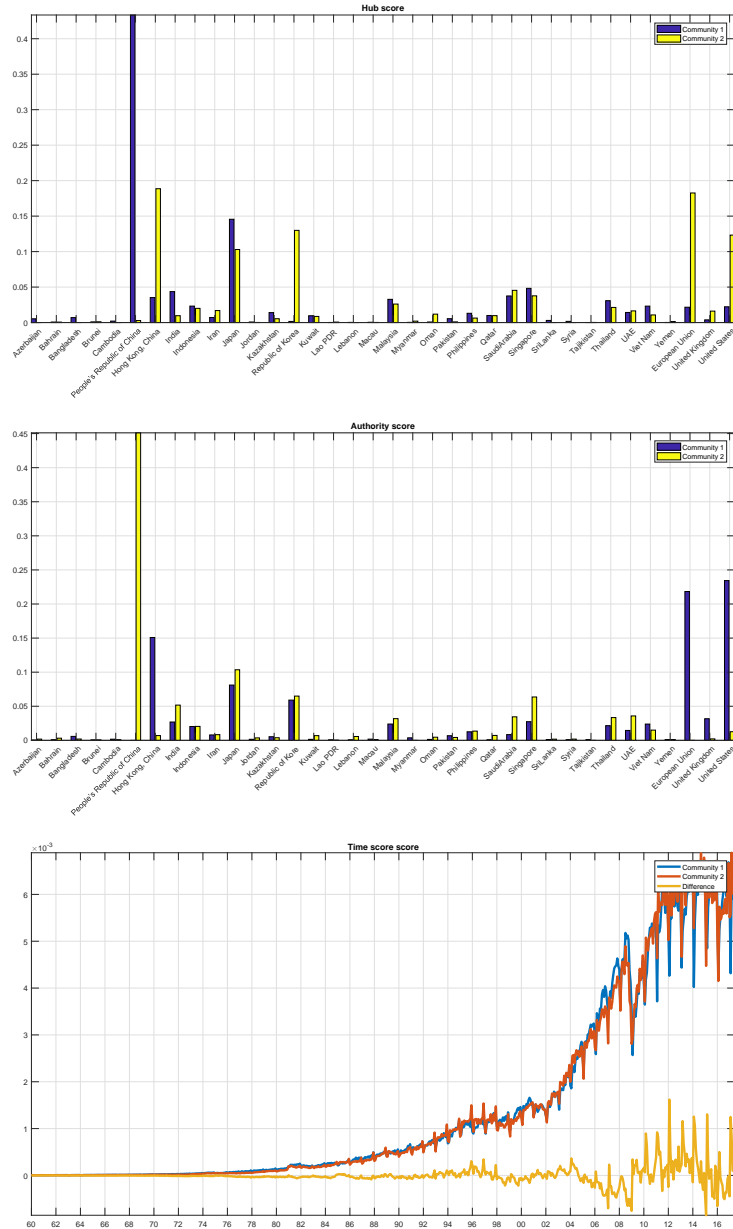 Hub score
Community 1
Community 2
0.4
0.35
0.3
0.25
0.2
0.15
0.1
0.05
0
Azerbaijan
Bahrain
Bangladesh
Brunei
Cambodia
People's Republic of China
Hong Kong, China
India
Indonesia
Iran
Japan
Jordan
Kazakhstan
Republic of Korea
Kuwait
Lao PDR
Lebanon
Macau
Malaysia
Myanmar
Oman
Pakistan
Philippines
Qatar
SaudiArabia
Singapore
SriLanka
Syria
Tajikistan
Thailand
UAE
Viet Nam
Yemen
European Union
United Kingdom
United States
Authority score
Community 1
Community 2
0.45
0.4
0.35
0.3
0.25
0.2
0.15
0.1
0.05
0
Azerbaijan
Bahrain
Bangladesh
Brunei
Cambodia
People's Republic of China
Hong Kong, China
India
Indonesia
Iran
Japan
Jordan
Kazakhstan
Republic of Korea
Kuwait
Lao PDR
Lebanon
Macau
Malaysia
Myanmar
Oman
Pakistan
Philippines
Qatar
SaudiArabia
Singapore
SriLanka
Syria
Tajikistan
Thailand
UAE
Viet Nam
Yemen
European Union
United Kingdom
United States
×10⁻³
Time score score
Community 1
Community 2
Difference
6
5
4
3
2
1
0
60 62 64 66 68 70 72 74 76 78 80 82 84 86 88 90 92 94 96 98 00 02 04 06 08 10 12 14 16